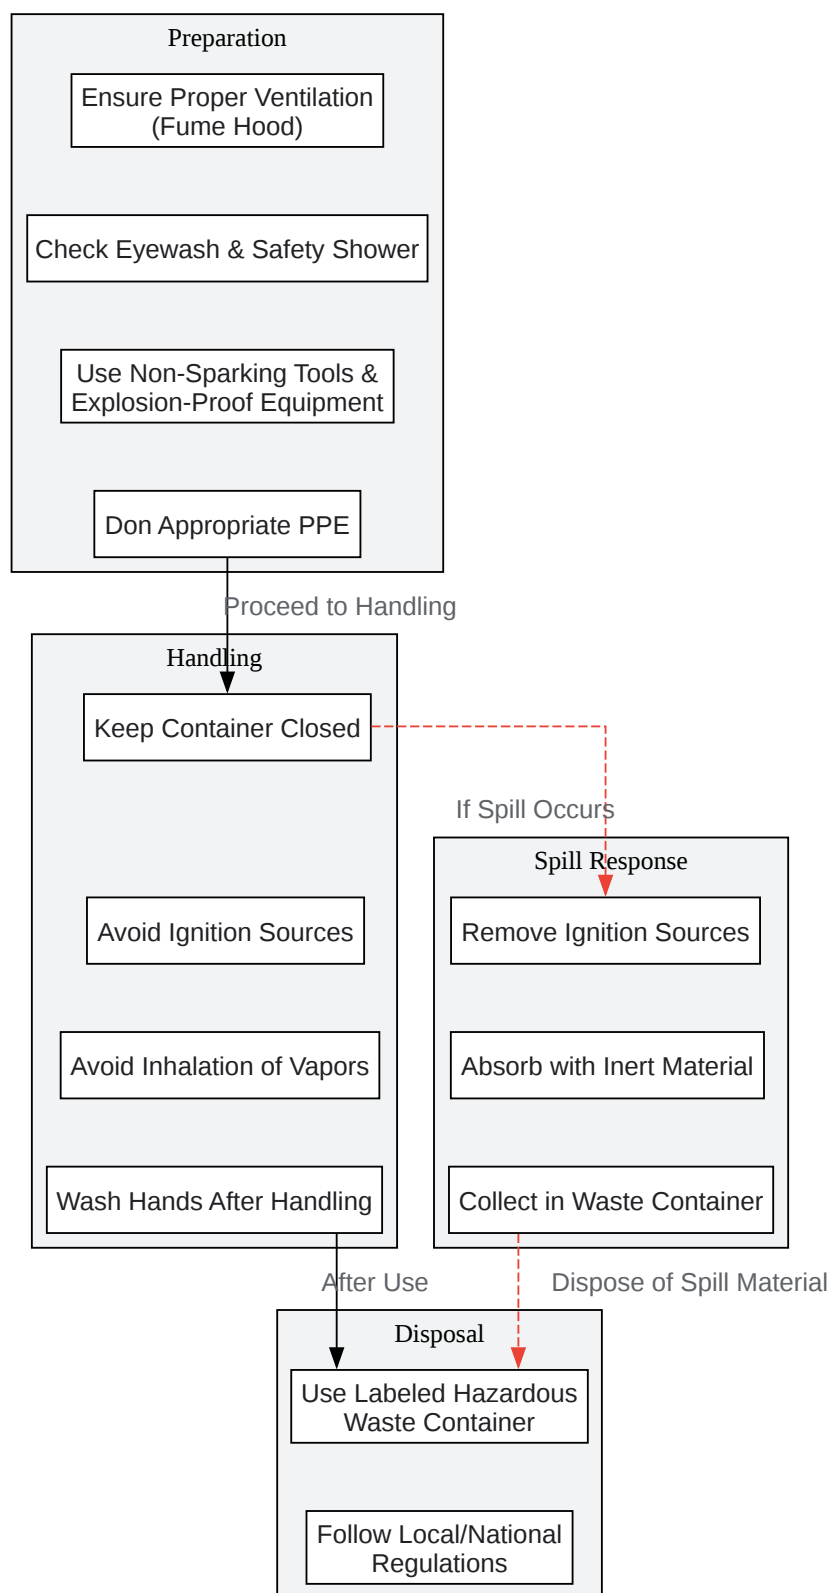 Preparation
Ensure Proper Ventilation
(Fume Hood)
Check Eyewash & Safety Shower
Use Non-Sparking Tools &
Explosion-Proof Equipment
Don Appropriate PPE
Proceed to Handling
Handling
Keep Container Closed
If Spill Occurs
Spill Response
Avoid Ignition Sources
Remove Ignition Sources
Avoid Inhalation of Vapors
Absorb with Inert Material
Wash Hands After Handling
Collect in Waste Container
After Use
Dispose of Spill Material
Disposal
Use Labeled Hazardous
Waste Container
Follow Local/National
Regulations